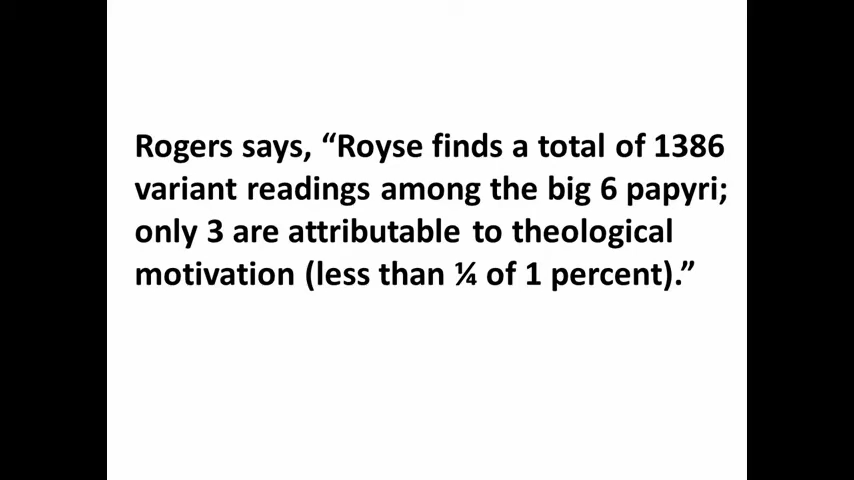 Rogers says, “Royse finds a total of 1386
variant readings among the big 6 papyri;
only 3 are attributable to theological
motivation (less than ¼ of 1 percent).”